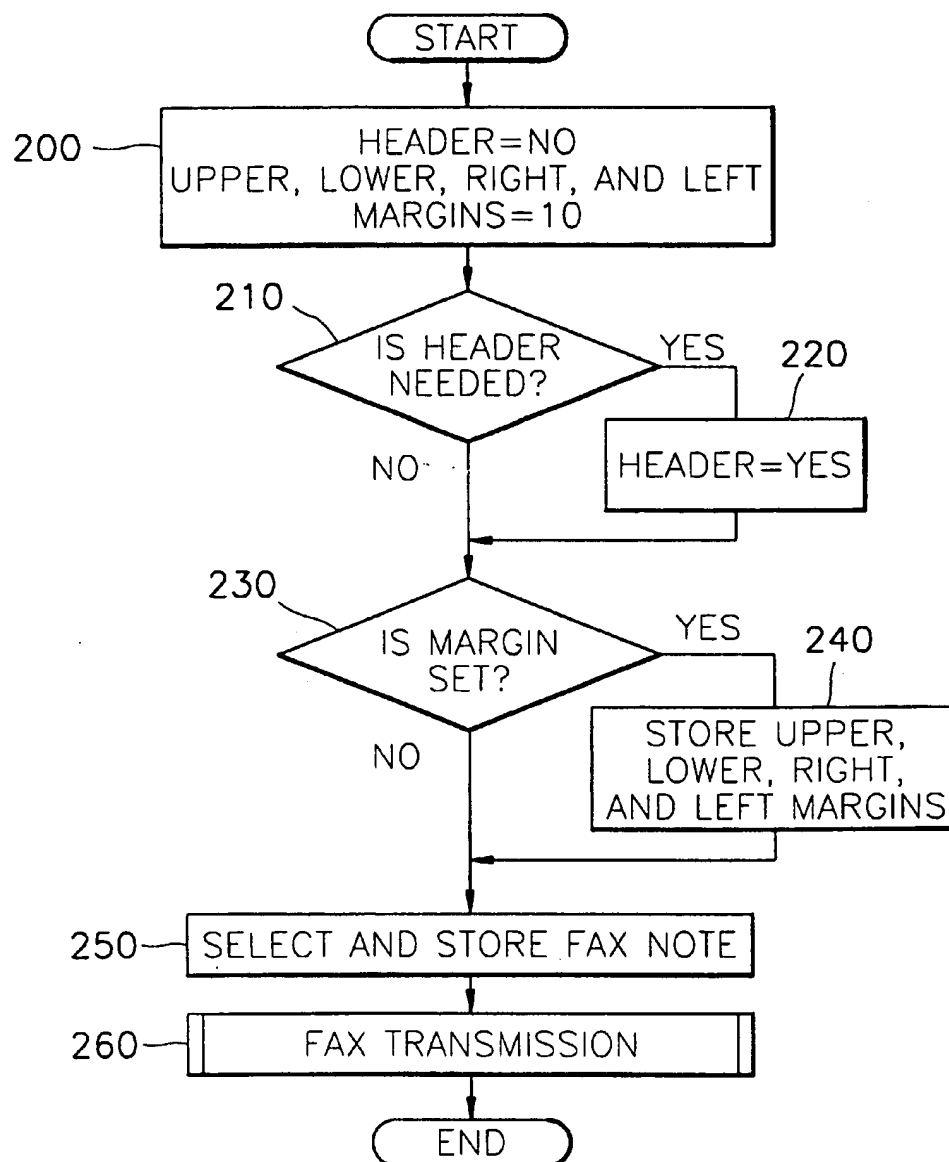 START
200
HEADER=NO
UPPER, LOWER, RIGHT, AND LEFT
MARGINS=10
210
IS HEADER
NEEDED?
YES
220
HEADER=YES
NO
230
IS MARGIN
SET?
YES
240
STORE UPPER,
LOWER, RIGHT,
AND LEFT MARGINS
NO
250
SELECT AND STORE FAX NOTE
260
FAX TRANSMISSION
END